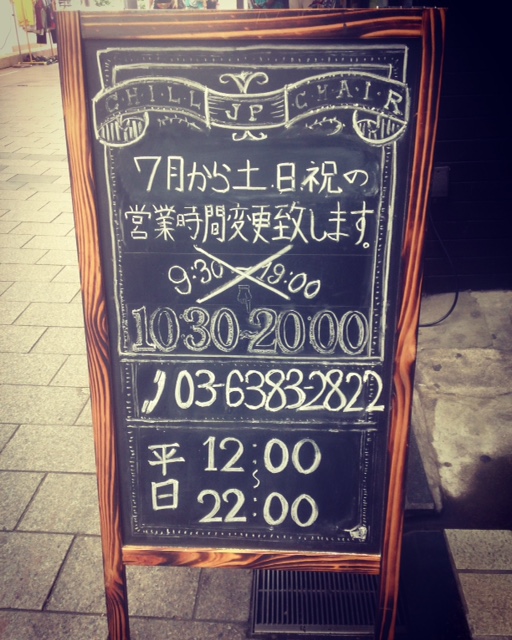 CHILL JP CHAIR
7月から土.日.祝の
営業時間変更致します。
9:30~19:00
10:30~20:00
03-6383-2822
平日 12:00
~
22:00